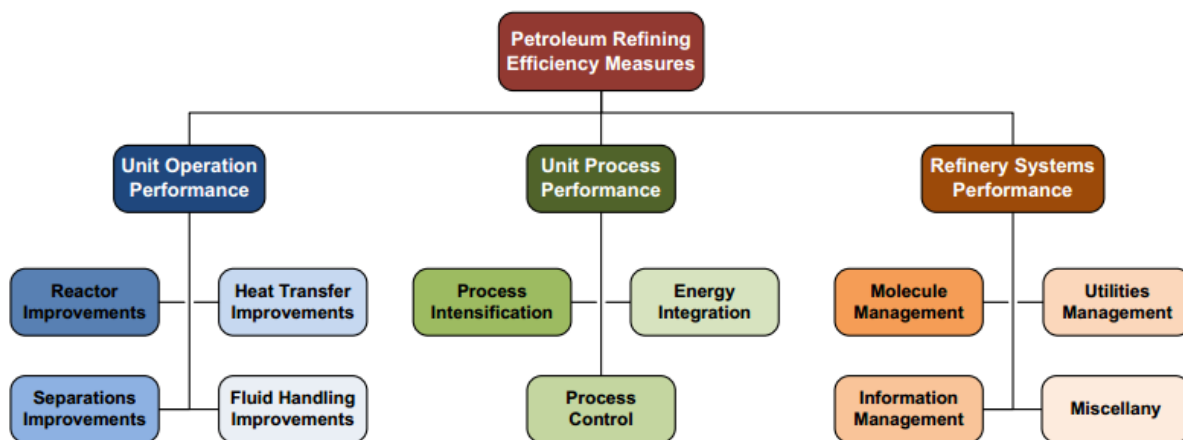 Petroleum Refining
Efficiency Measures
Unit Operation
Performance
Unit Process
Performance
Refinery Systems
Performance
Reactor
Improvements
Heat Transfer
Improvements
Process
Intensification
Energy
Integration
Molecule
Management
Utilities
Management
Separations
Improvements
Fluid Handling
Improvements
Process
Control
Information
Management
Miscellany